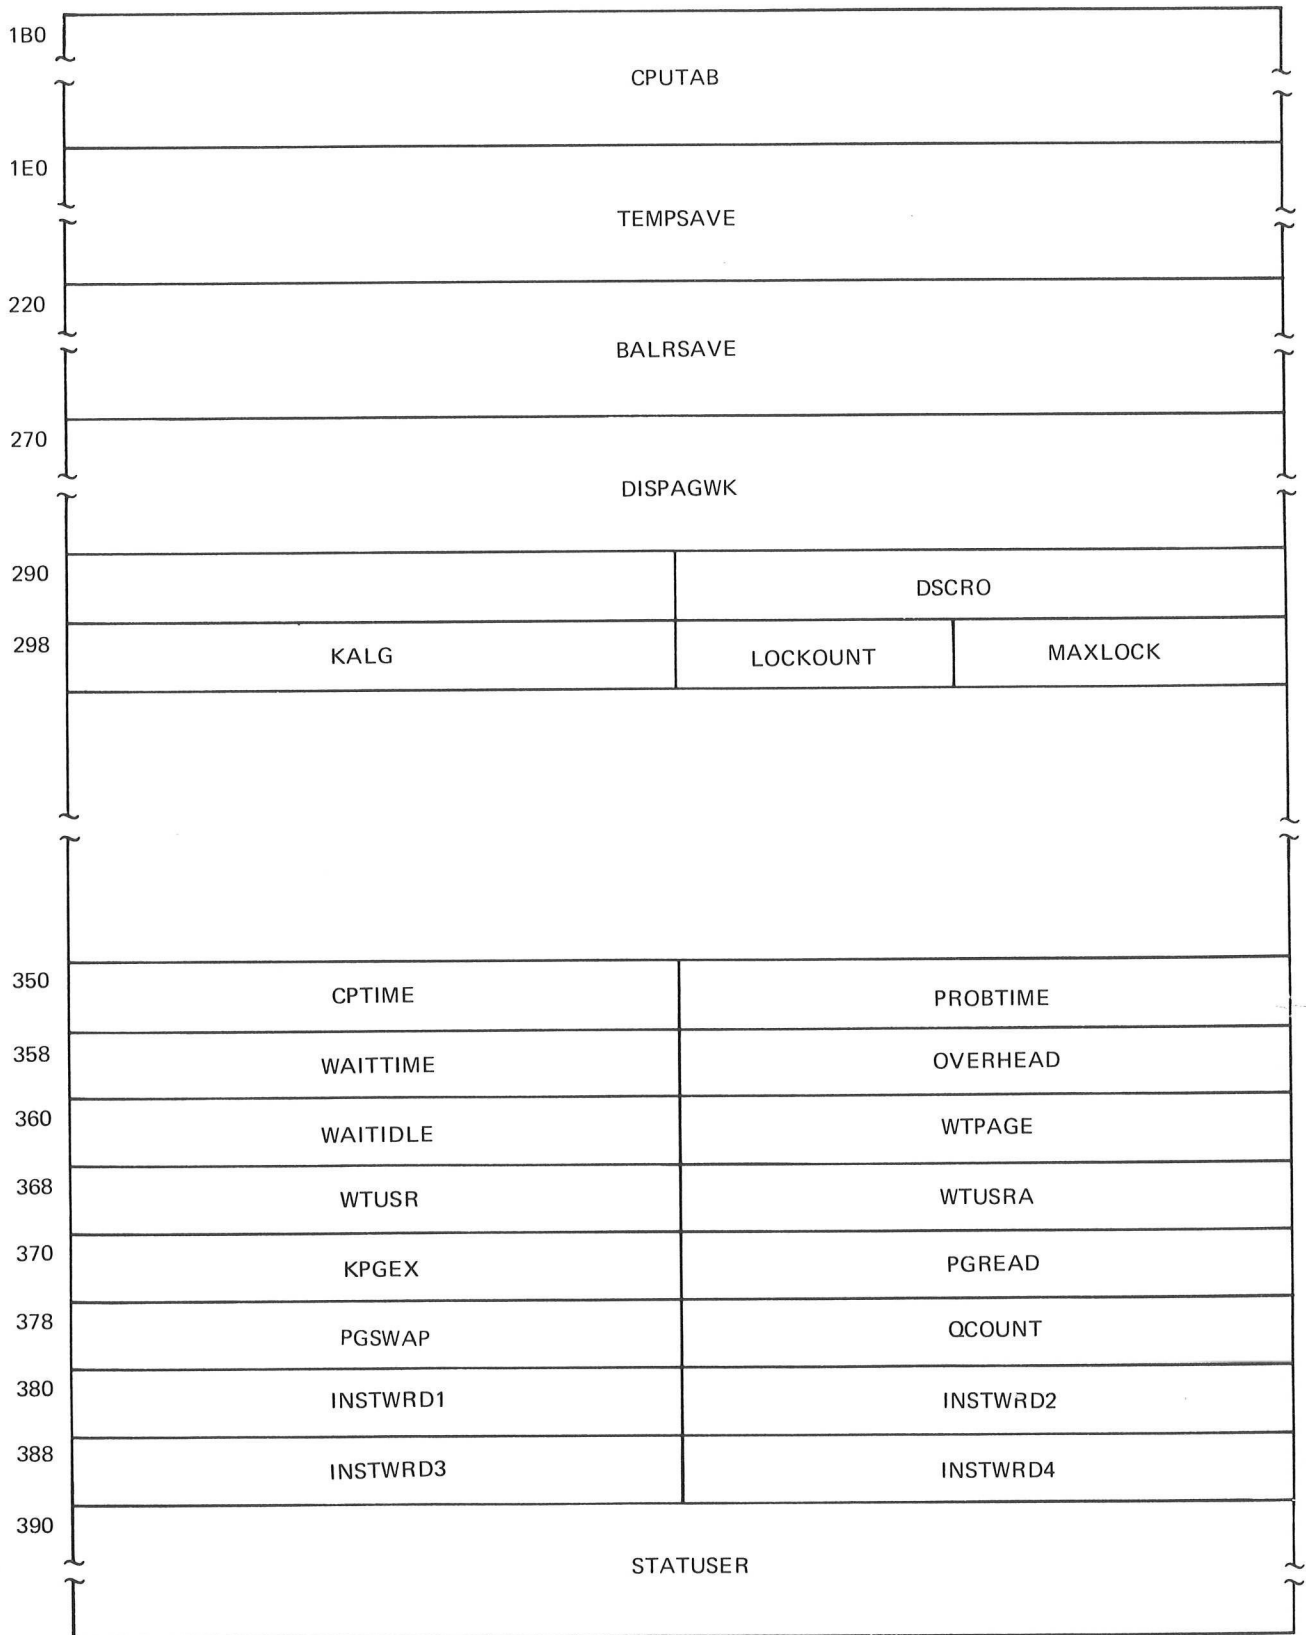 1B0
CPUTAB
1E0
TEMPSAVE
220
BALRSAVE
270
DISPAGWK
290 DSCRO
298 KALG LOCKOUNT MAXLOCK
350 CPTIME PROBTIME
358 WAITTIME OVERHEAD
360 WAITIDLE WTPAGE
368 WTUSR WTUSRA
370 KPGEX PGREAD
378 PGSWAP QCOUNT
380 INSTWRD1 INSTWRD2
388 INSTWRD3 INSTWRD4
390
STATUSER